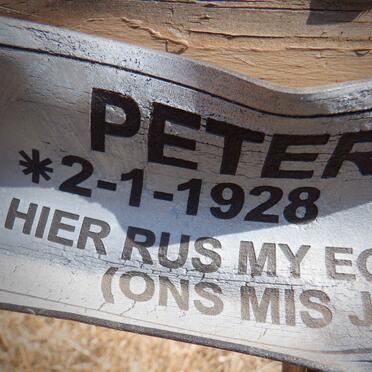 PETER
*2-1-1928
HIER RUS MY
(ONS MIS J